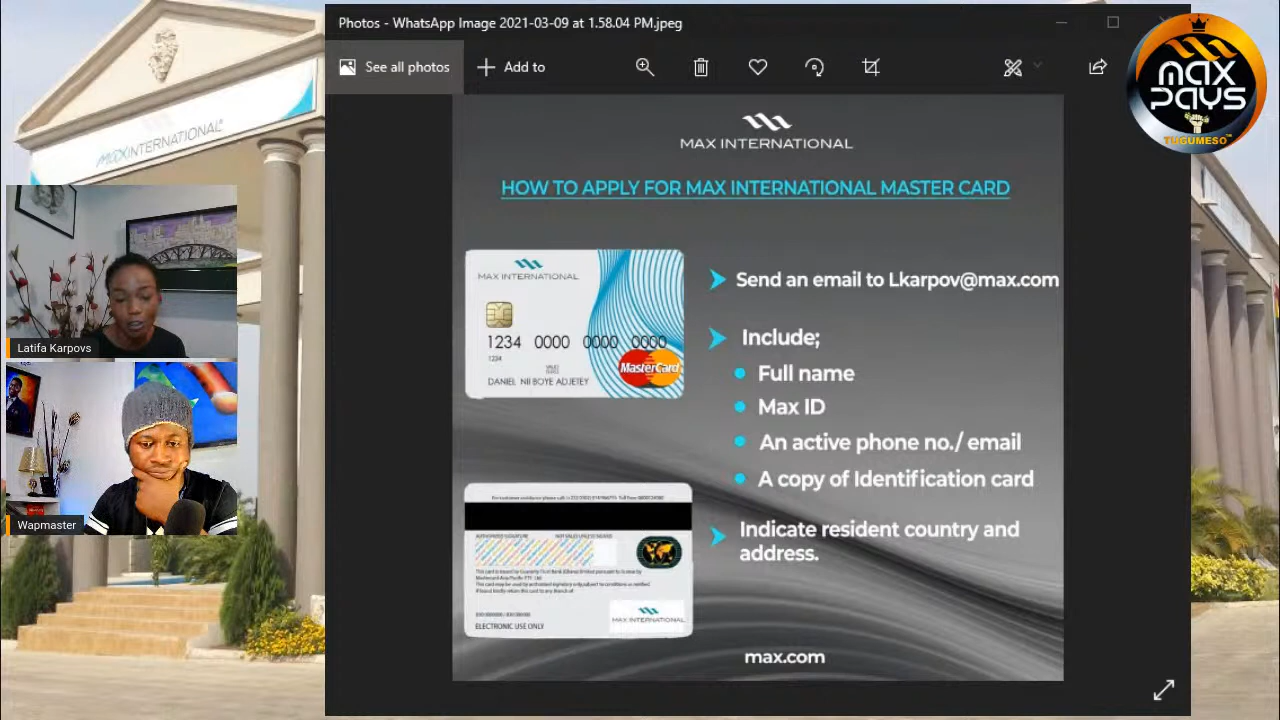 Photos - WhatsApp Image 2021-03-09 at 1.58.04 PM.jpeg
See all photos
Add to
max
pays
TUGUMESO™
MAX INTERNATIONAL®
MAX INTERNATIONAL
HOW TO APPLY FOR MAX INTERNATIONAL MASTER CARD
MAX INTERNATIONAL
1234 0000 0000 0000
1234
DANIEL NII BOYE ADJETEY
MasterCard
Send an email to Lkarpov@max.com
Include;
Full name
Max ID
An active phone no./ email
A copy of Identification card
Indicate resident country and
address.
AUTHORIZED SIGNATURE
ELECTRONIC USE ONLY
MAX INTERNATIONAL
max.com
Latifa Karpovs
Wapmaster